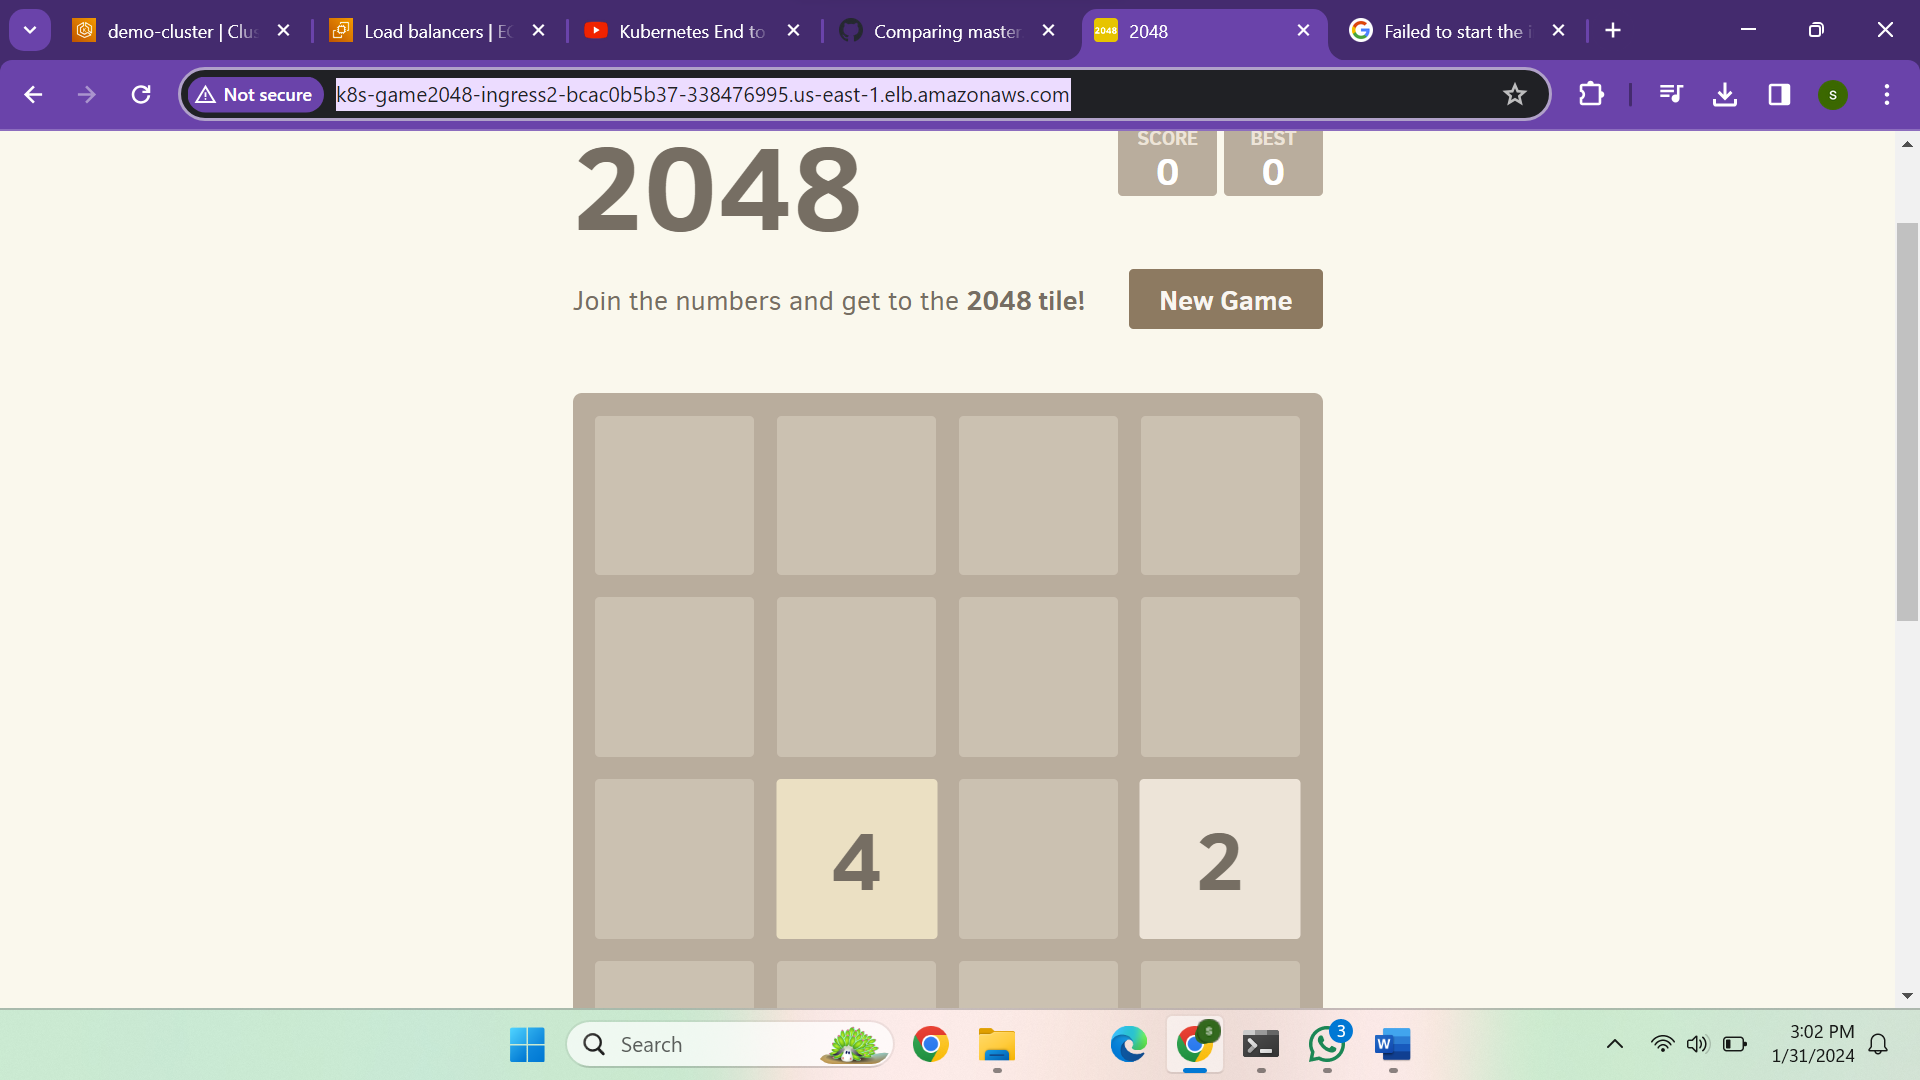 demo-cluster | Clus
Load balancers | EC
Kubernetes End to
Comparing master
2048
2048
Failed to start the i
Not secure
k8s-game2048-ingress2-bcac0b5b37-338476995.us-east-1.elb.amazonaws.com
s
2048
SCORE
0
BEST
0
Join the numbers and get to the 2048 tile!
New Game
4
2
Search
s
3
W
3:02 PM
1/31/2024